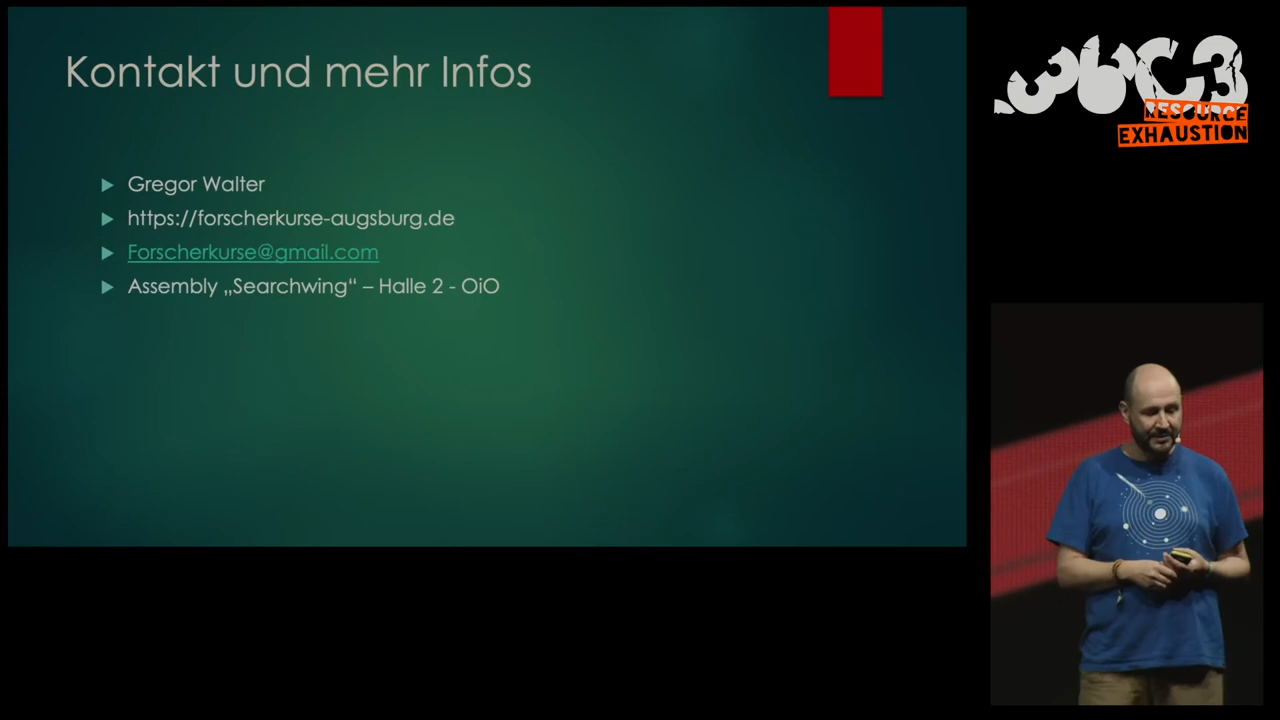 Kontakt und mehr Infos
Gregor Walter
https://forscherkurse-augsburg.de
Forscherkurse@gmail.com
Assembly „Searchwing“ – Halle 2 - OiO
36C3
RESOURCE
EXHAUSTION